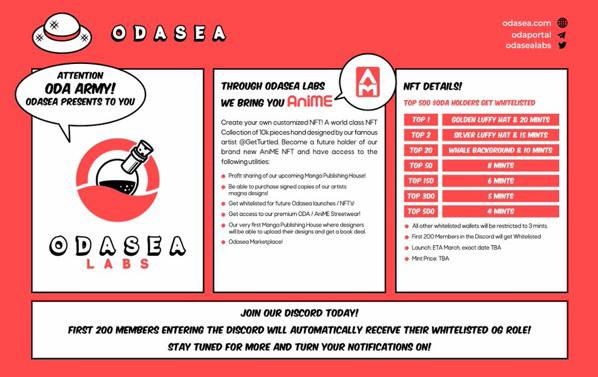 ODASEA
odasea.com
odaportal
odasealabs
ATTENTION
ODA ARMY!
ODASEA PRESENTS TO YOU
ODASEA
LABS
THROUGH ODASEA LABS
WE BRING YOU AniME
AM
Create your own customized NFT! A world class NFT
Collection of 10k pieces hand designed by our famous
artist @GetTurtled. Become a future holder of our
brand new AniME NFT and have access to the
following utilities:
Profit sharing of our upcoming Manga Publishing House!
Be able to purchase signed copies of our artists
magna designs!
Get whitelisted for future Odasea launches / NFT's!
Get access to our premium ODA / AniME Streetwear!
Our very first Manga Publishing House where designers
will be able to upload their designs and get a book deal.
Odasea Marketplace!
NFT DETAILS!
TOP 500 $ODA HOLDERS GET WHITELISTED
TOP 1 GOLDEN LUFFY HAT & 20 MINTS
TOP 2 SILVER LUFFY HAT & 15 MINTS
TOP 20 WHALE BACKGROUND & 10 MINTS
TOP 50 8 MINTS
TOP 150 6 MINTS
TOP 300 5 MINTS
TOP 500 4 MINTS
All other whitelisted wallets will be restricted to 3 mints.
First 200 Members in the Discord will get Whitelisted
Launch: ETA March, exact date TBA
Mint Price: TBA
JOIN OUR DISCORD TODAY!
FIRST 200 MEMBERS ENTERING THE DISCORD WILL AUTOMATICALLY RECEIVE THEIR WHITELISTED OG ROLE!
STAY TUNED FOR MORE AND TURN YOUR NOTIFICATIONS ON!